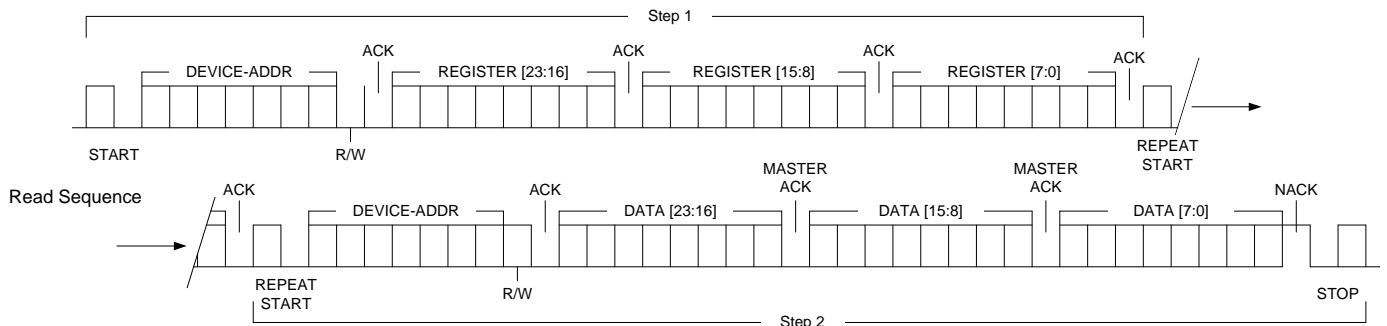 Step 1
ACK ACK ACK ACK
DEVICE-ADDR REGISTER [23:16] REGISTER [15:8] REGISTER [7:0]
START R/W REPEAT START
Read Sequence
ACK ACK MASTER ACK MASTER ACK NACK
DEVICE-ADDR DATA [23:16] DATA [15:8] DATA [7:0]
REPEAT START R/W STOP
Step 2